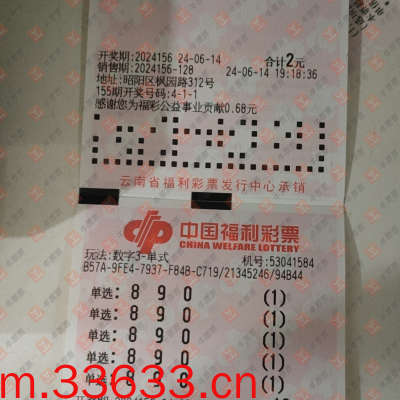 开奖期:2024156 24-06-14 合计2元
销售期:2024156-128 24-06-14 19:18:36
地址:昭阳区枫园路312号
155期开奖号码:4-1-1
感谢您为福彩公益事业贡献0.68元
云南省福利彩票发行中心承销
中国福利彩票
CHINA WELFARE LOTTERY
玩法:数字3-单式 机号:53041584
B57A-9FE4-7937-F84B-C719/21345246/94B44
单选:8 9 0 (1)
单选:8 9 0 (1)
单选:8 9 0 (1)
单选:8 9 0 (1)
单选:8 9 0 (1)
m.33633.cn